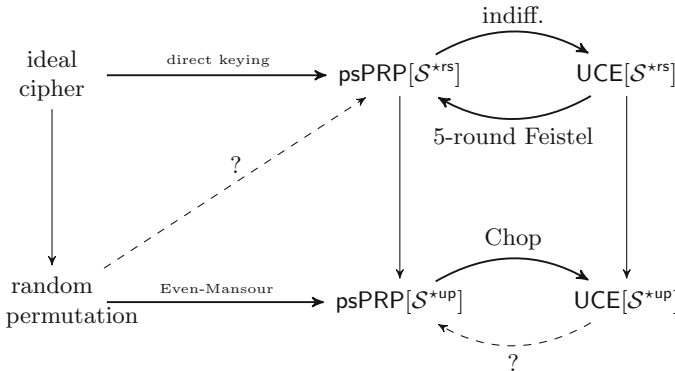 indiff.
ideal
cipher
direct keying
psPRP[𝒮⋆rs]
UCE[𝒮⋆rs]
5-round Feistel
?
Chop
random
permutation
Even-Mansour
psPRP[𝒮⋆up]
UCE[𝒮⋆up]
?